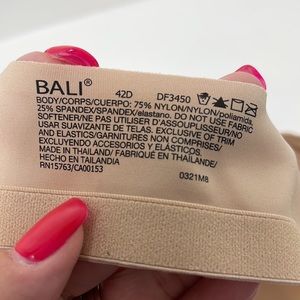 BALI® 42D DF3450
BODY/CORPS/CUERPO: 75% NYLON/NYLON/poliamida
25% SPANDEX/SPANDEX/elastano. DO NOT USE FABRIC
SOFTENER/NE PAS UTILISER D'ASSOUPLISSEUR/NO
USAR SUAVIZANTE DE TELAS. EXCLUSIVE OF TRIM
AND ELASTICS/GARNITURES NON COMPRISES/
EXCLUYENDO ACCESORIOS Y ELASTICOS.
MADE IN THAILAND/ FABRIQUÉ EN THAÏLANDE/
HECHO EN TAILANDIA
RN15763/CA00153 0321M8